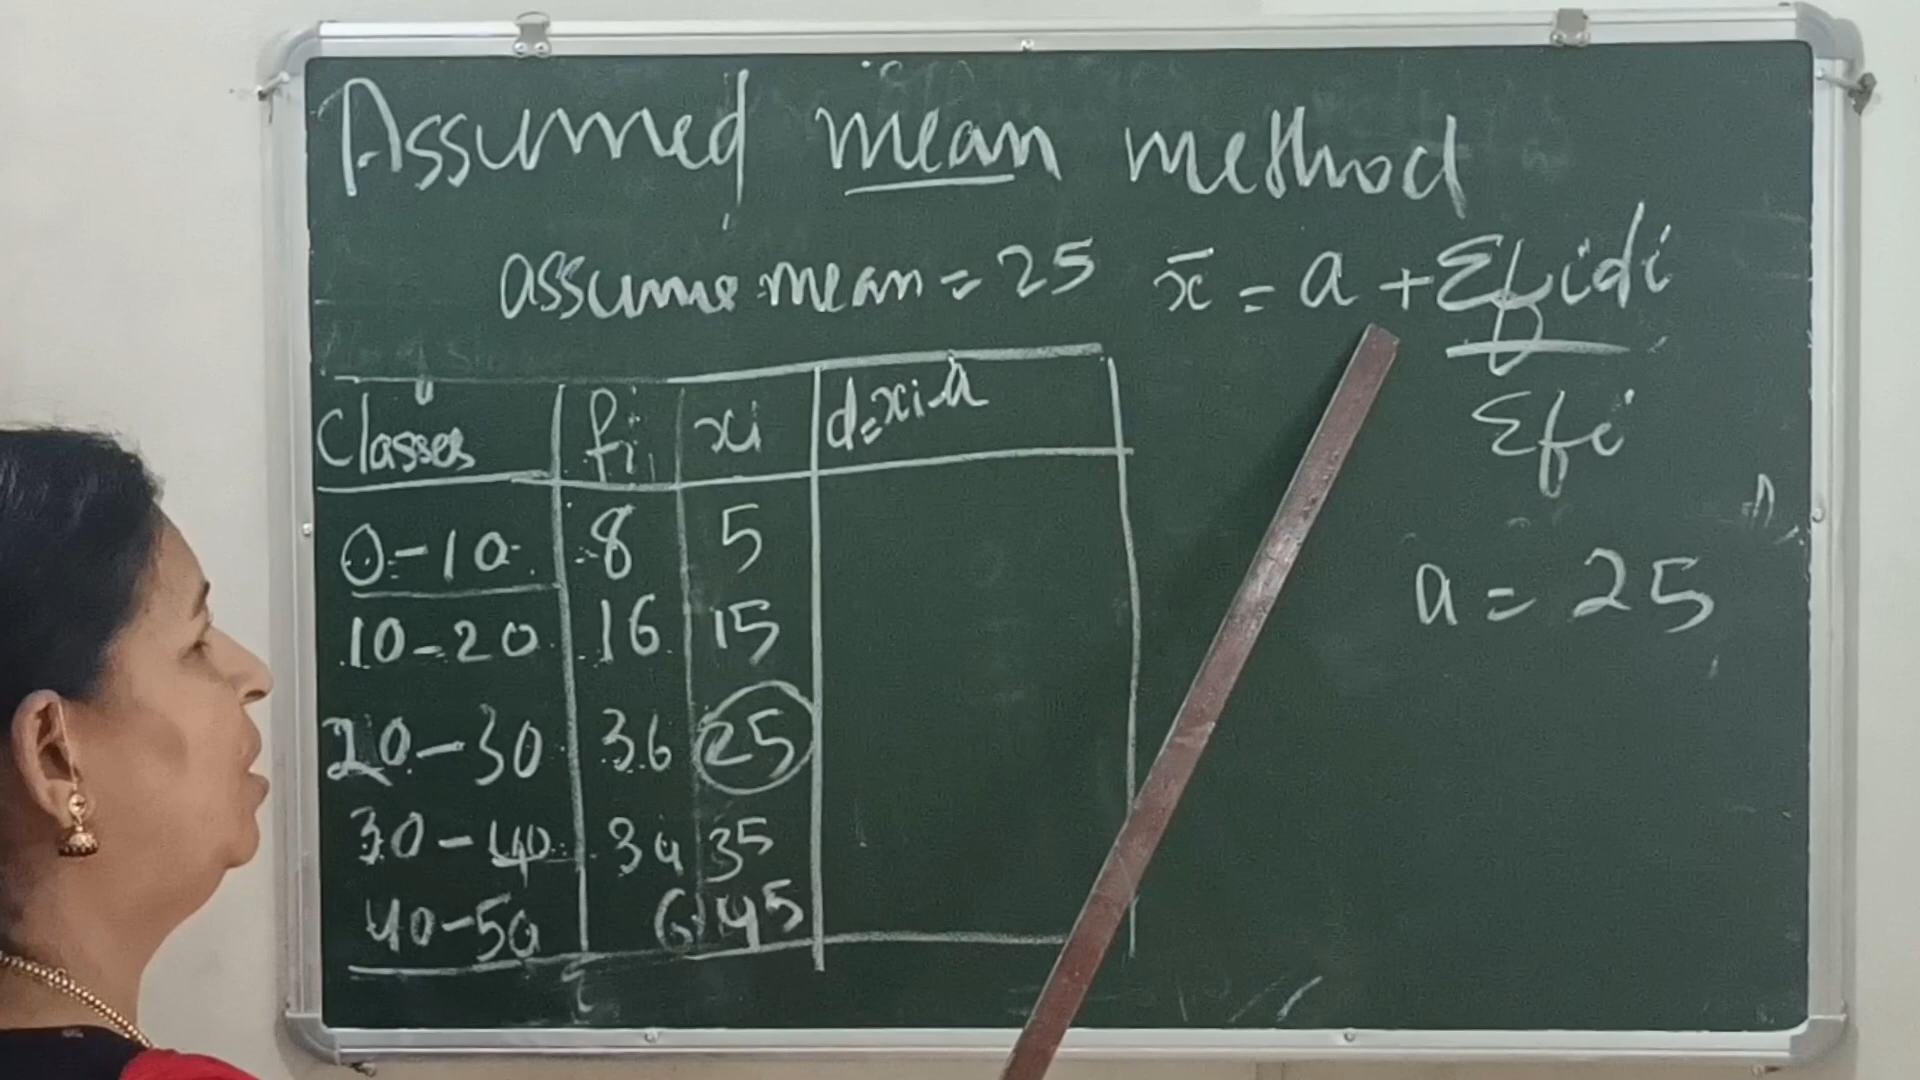 Assumed mean method
assume mean = 25 x̄ = a + Σfidi
Σfi
Classes fi xi d=xi-a
0-10 8 5
10-20 16 15
20-30 36 25
30-40 34 35
40-50 6 45
a = 25